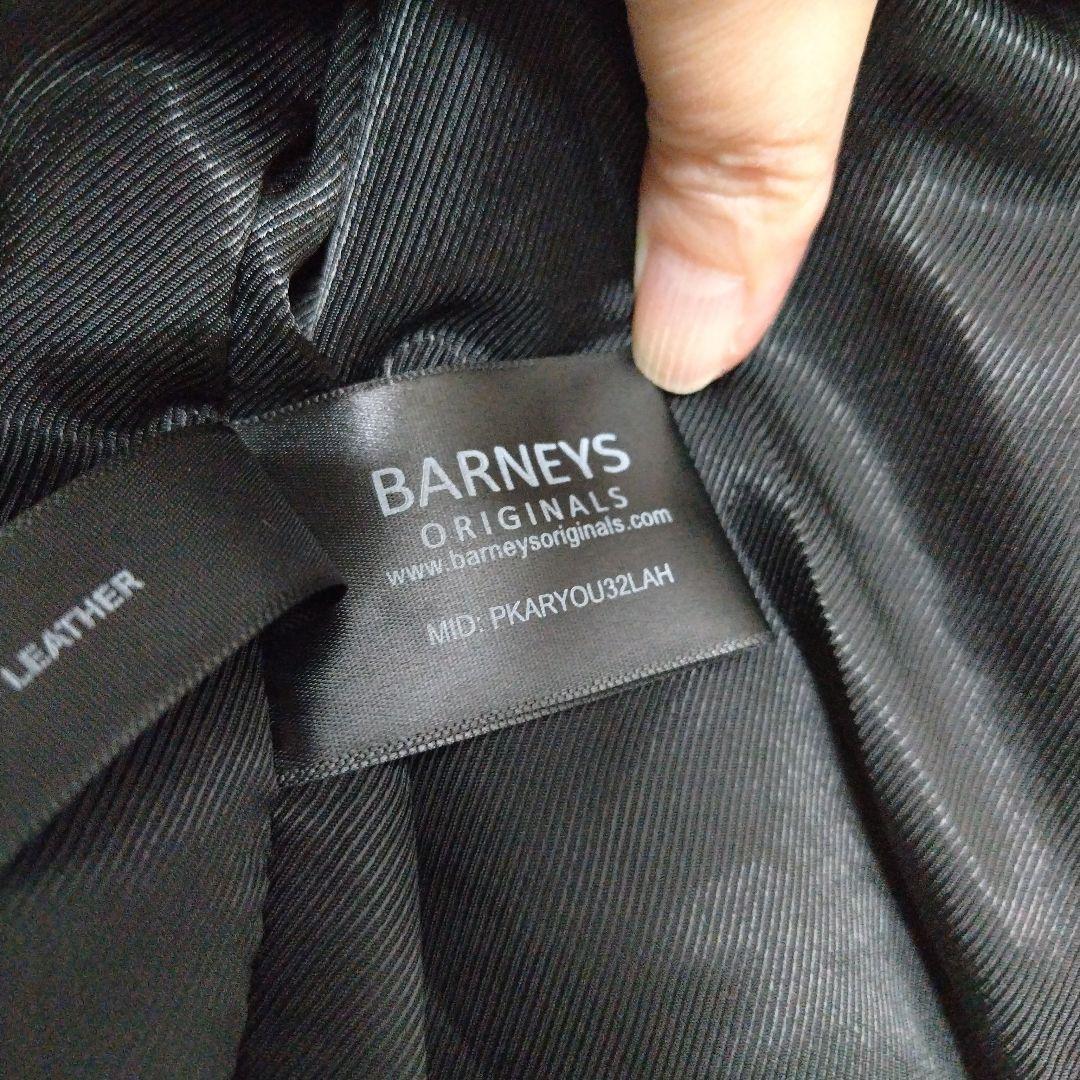 BARNEYS
ORIGINALS
www.barneysoriginals.com
MID: PKARYOU32LAH
LEATHER